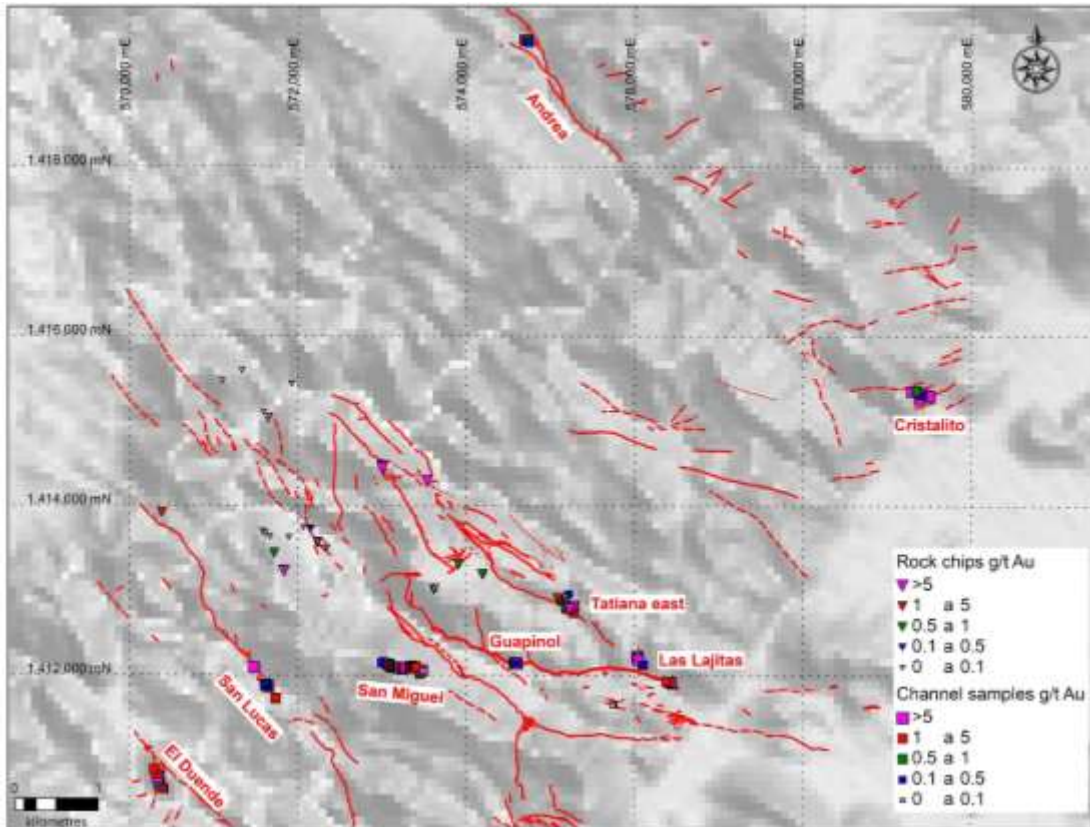 570,000 mE
572,000 mE
574,000 mE
576,000 mE
578,000 mE
580,000 mE
Andrea
1,418,000 mN
1,416,000 mN
Cristalito
1,414,000 mN
Tatiana east
Guapinol
Las Lajitas
1,412,000 mN
San Miguel
San Lucas
El Duende
Rock chips g/t Au
>5
1 a 5
0.5 a 1
0.1 a 0.5
0 a 0.1
Channel samples g/t Au
>5
1 a 5
0.5 a 1
0.1 a 0.5
0 a 0.1
0 1
kilometres